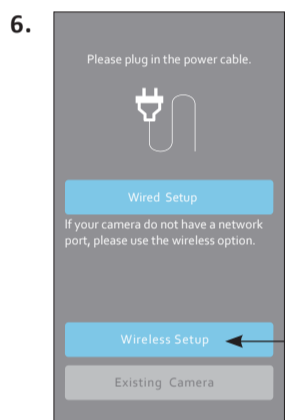 6.
Please plug in the power cable.
Wired Setup
If your camera do not have a network
port, please use the wireless option.
Wireless Setup
Existing Camera